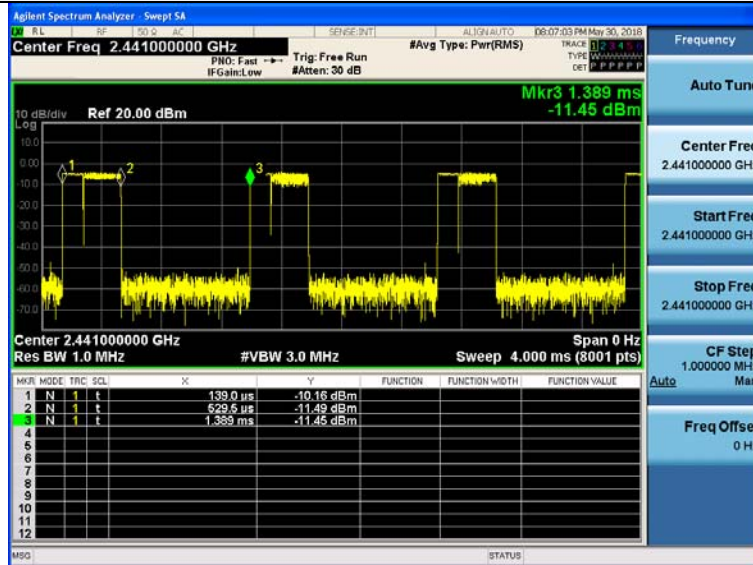 Agilent Spectrum Analyzer - Swept SA
RL RF 50 Ω AC SENSE:INT ALIGN AUTO 08:07:03 PM May 30, 2018
Center Freq 2.441000000 GHz #Avg Type: Pwr(RMS) TRACE 1 2 3 4 5 6
PNO: Fast Trig: Free Run TYPE W
IFGain:Low #Atten: 30 dB DET P P P P P P
Mkr3 1.389 ms
10 dB/div Ref 20.00 dBm -11.45 dBm
Log
10.0
0.00
-10.0
-20.0
-30.0
-40.0
-50.0
-60.0
-70.0
1
2
3
Center 2.441000000 GHz Span 0 Hz
Res BW 1.0 MHz #VBW 3.0 MHz Sweep 4.000 ms (8001 pts)
MKR MODE TRC SCL X Y FUNCTION FUNCTION WIDTH FUNCTION VALUE
1 N 1 t 139.0 us -10.16 dBm
2 N 1 t 529.5 us -11.49 dBm
3 N 1 t 1.389 ms -11.45 dBm
4
5
6
7
8
9
10
11
12
MSG STATUS
Frequency
Auto Tun
Center Fre
2.441000000 GH
Start Fre
2.441000000 GH
Stop Fre
2.441000000 GH
CF Step
1.000000 MH
Auto Ma
Freq Offse
0 H